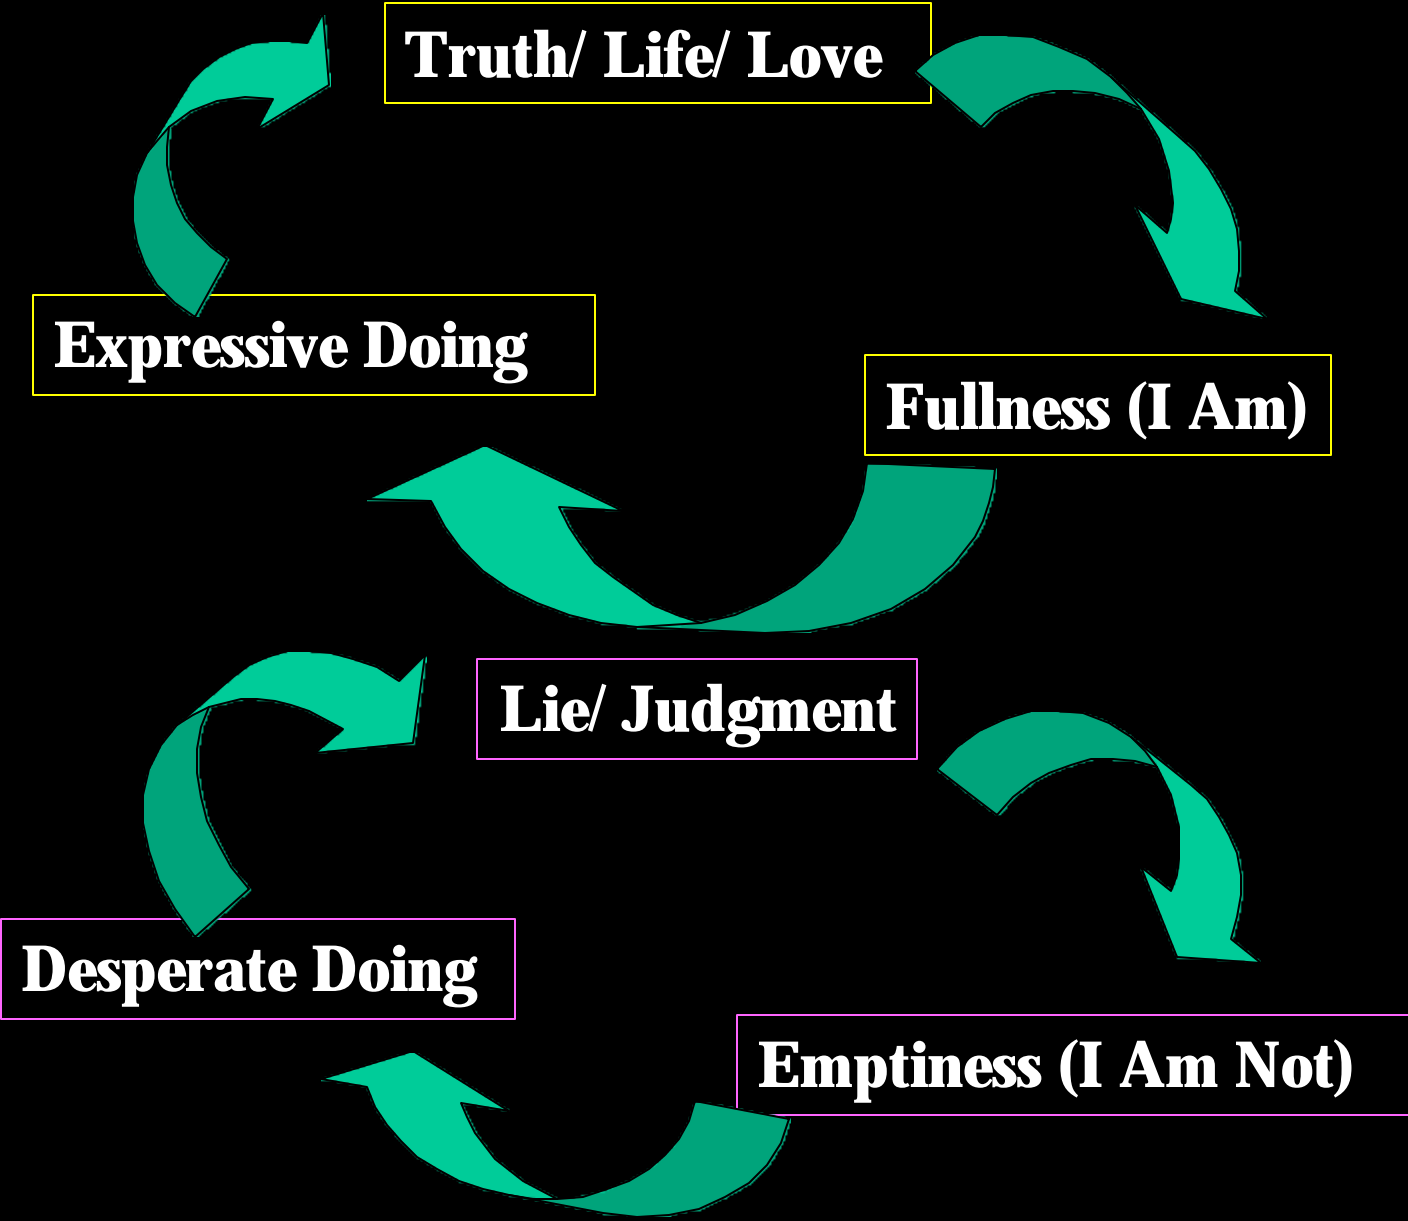 Truth/ Life/ Love
Expressive Doing
Fullness (I Am)
Lie/ Judgment
Desperate Doing
Emptiness (I Am Not)